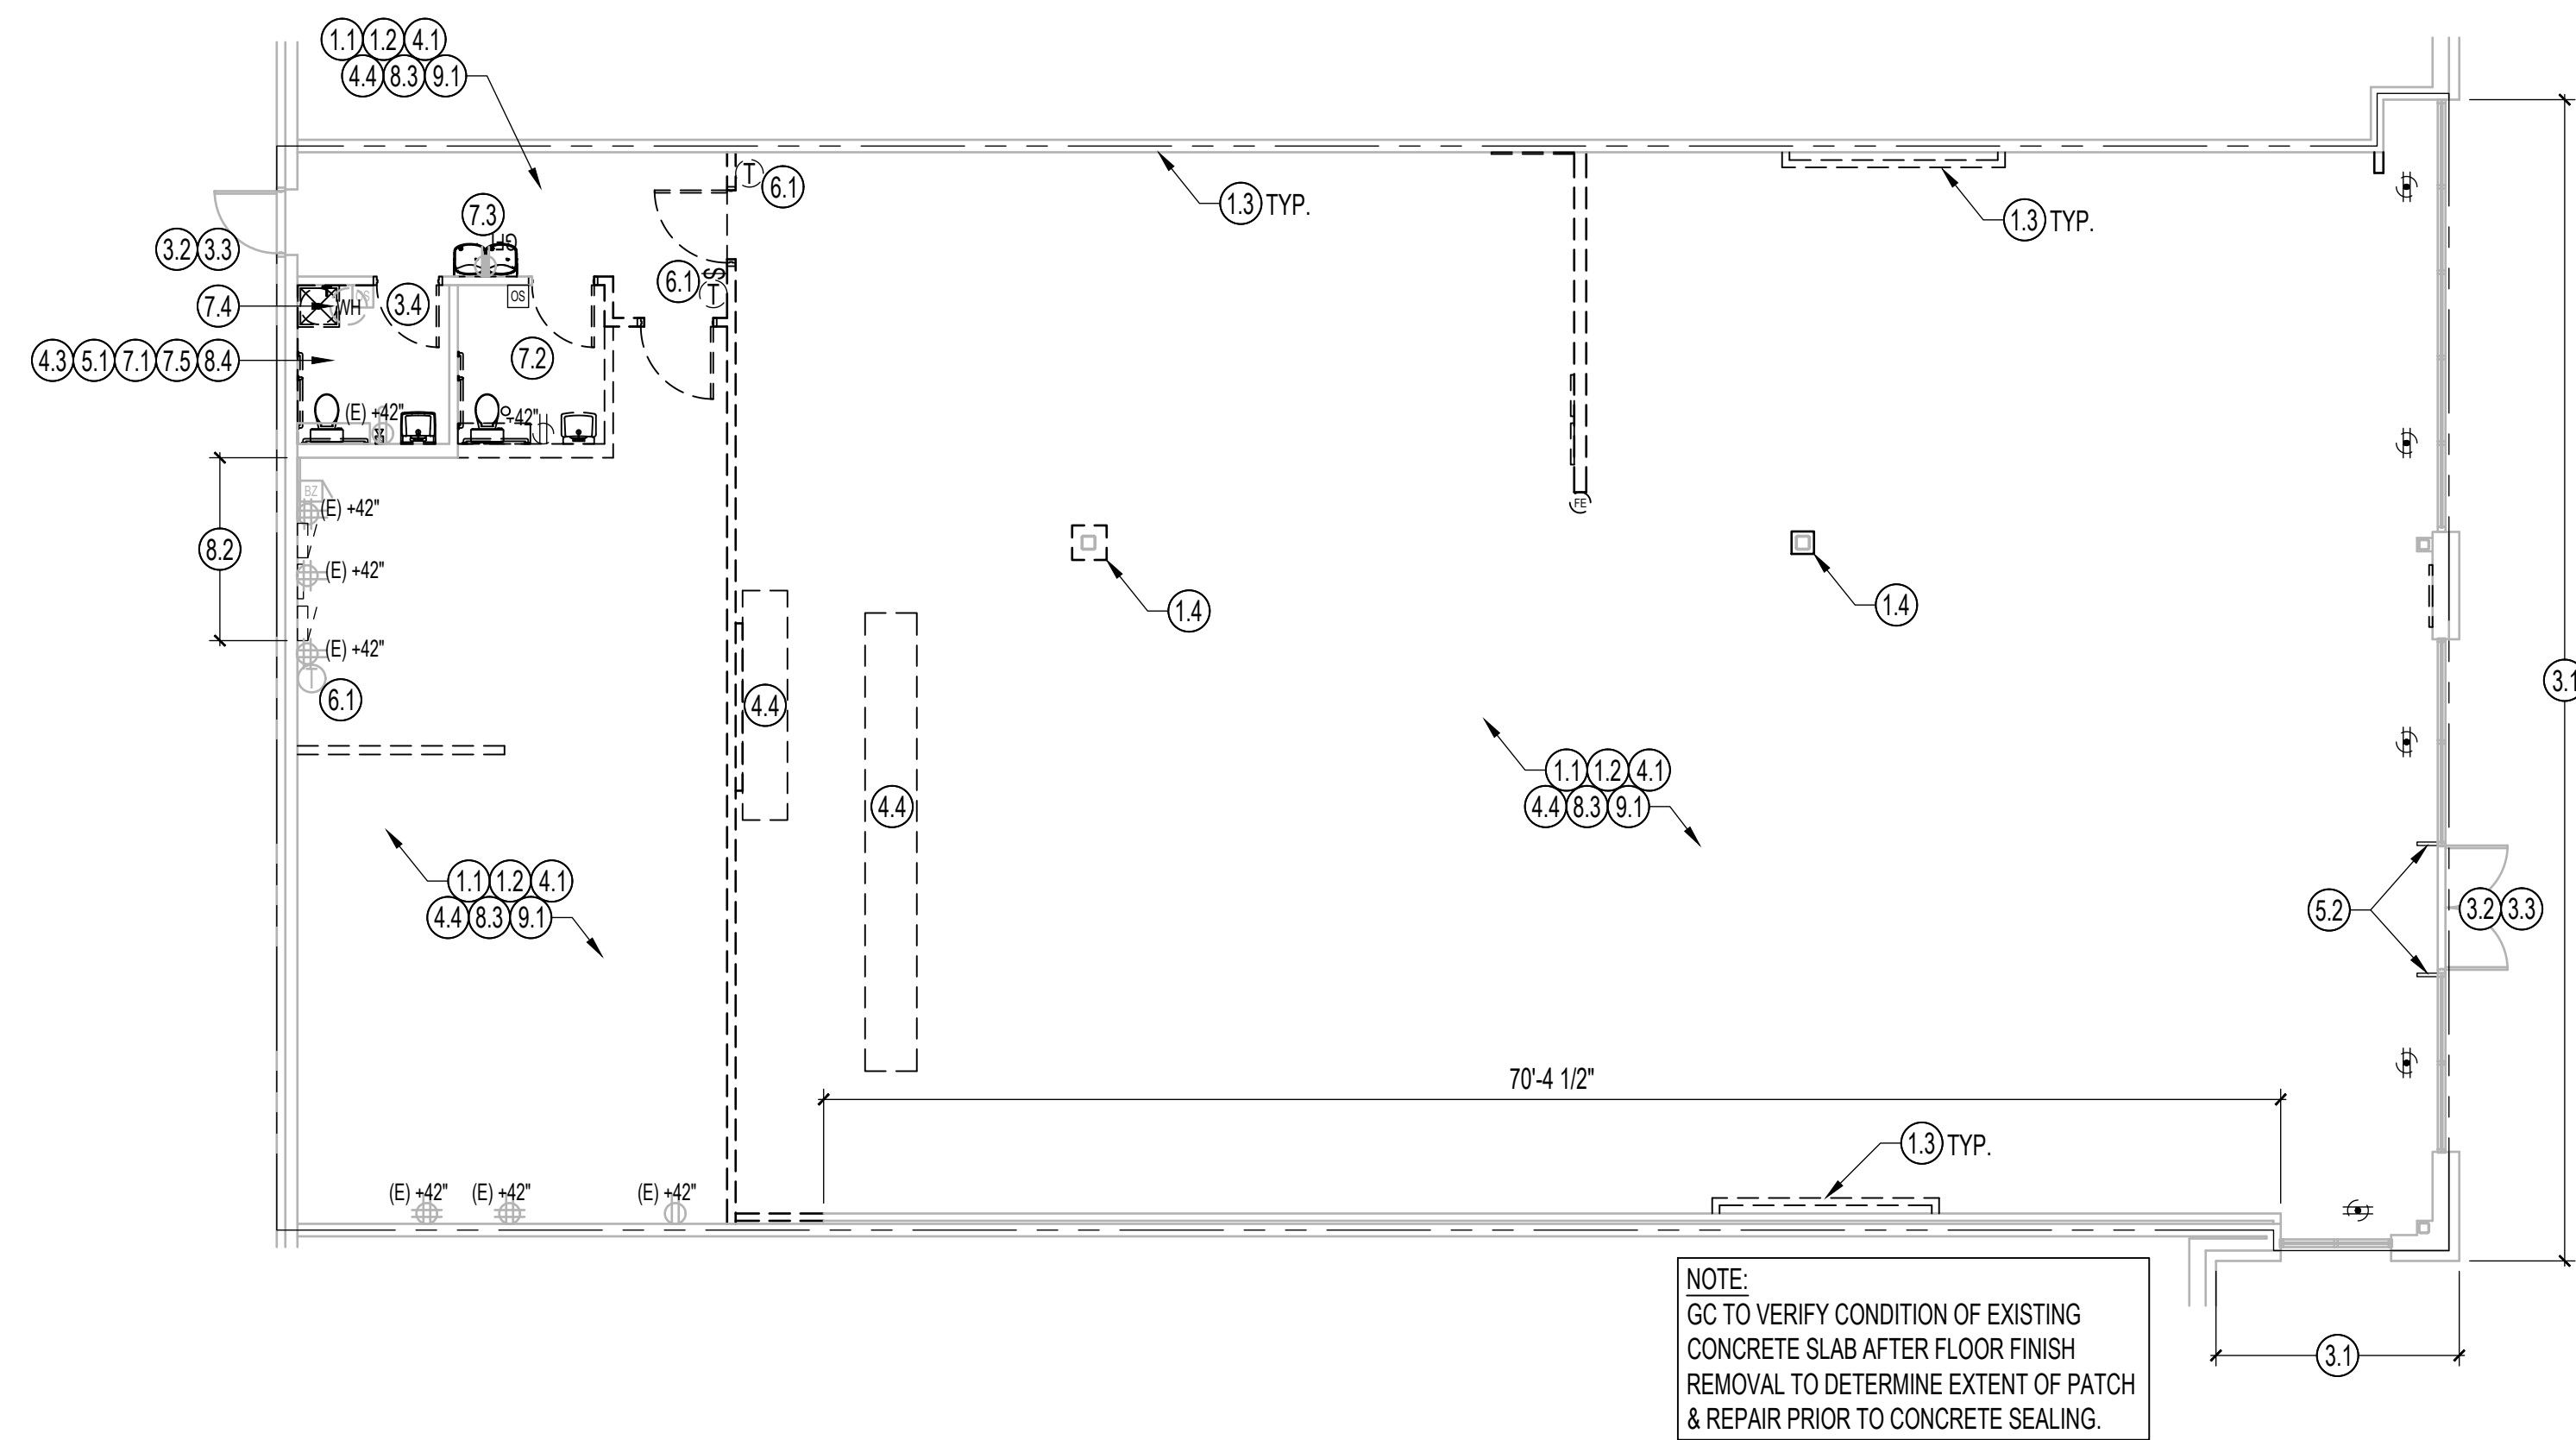 1.1 1.2 4.1
4.4 8.3 9.1
T 6.1
1.3 TYP.
1.3 TYP.
7.3
GFI
3.2 3.3
6.1 S
T
7.4
WH
3.4
OS
4.3 5.1 7.1 7.5 8.4
7.2
(E) +42"
+42"
BZ
(E) +42"
FE
8.2
(E) +42"
1.4
1.4
(E) +42"
T
6.1
3.1
4.4
4.4
1.1 1.2 4.1
4.4 8.3 9.1
1.1 1.2 4.1
4.4 8.3 9.1
5.2
3.2 3.3
70'-4 1/2"
1.3 TYP.
(E) +42" (E) +42" (E) +42"
NOTE:
GC TO VERIFY CONDITION OF EXISTING
CONCRETE SLAB AFTER FLOOR FINISH
REMOVAL TO DETERMINE EXTENT OF PATCH
& REPAIR PRIOR TO CONCRETE SEALING.
3.1